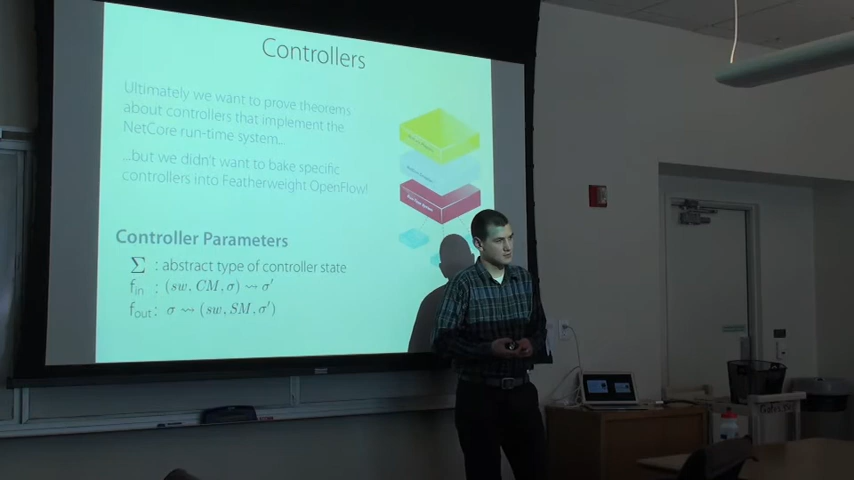 Controllers
Ultimately we want to prove theorems
about controllers that implement the
NetCore run-time system...
...but we didn't want to bake specific
controllers into Featherweight OpenFlow!
Controller Parameters
Σ : abstract type of controller state
f_in : (sw, CM, σ) ⇝ σ′
f_out : σ ⇝ (sw, SM, σ′)